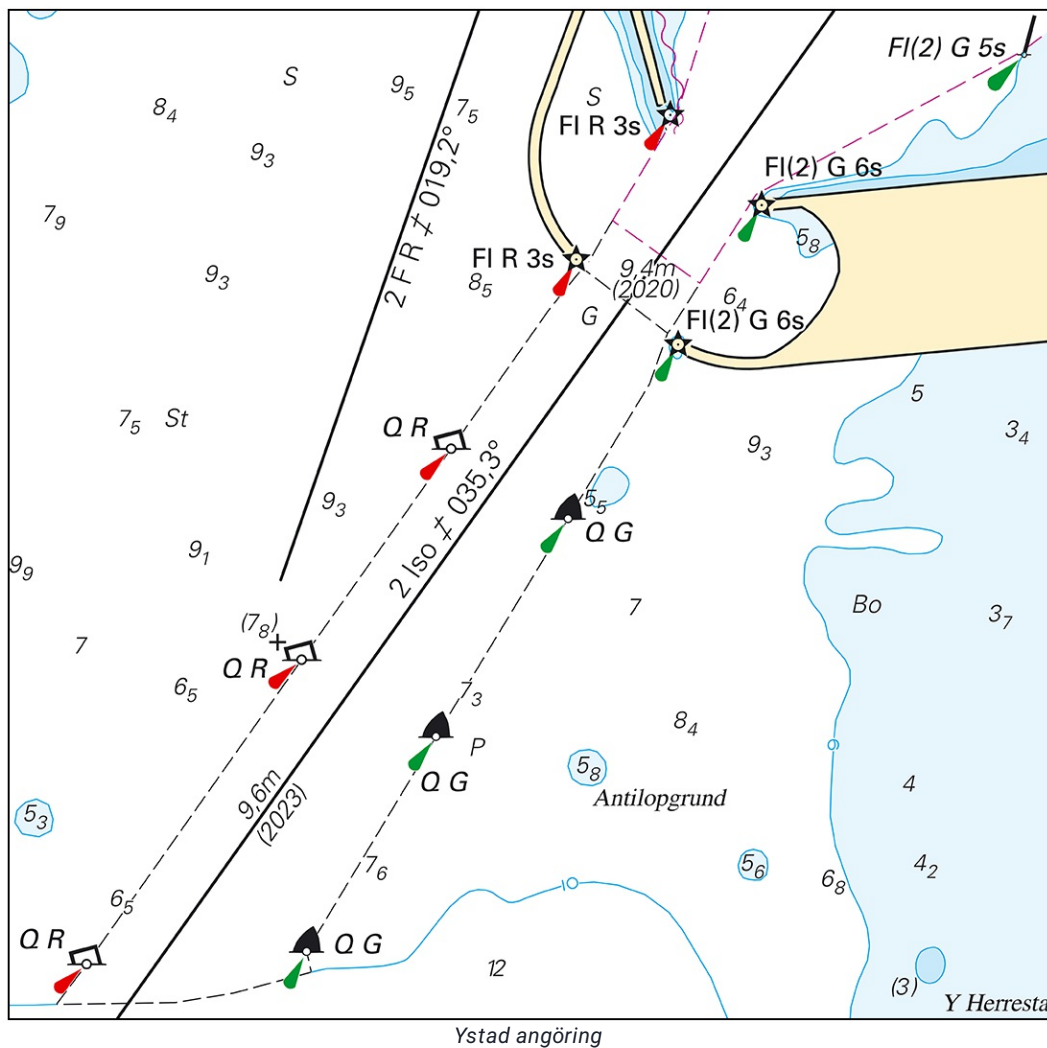 Fl(2) G 5s
S
9₅
8₄
7₅
S
Fl R 3s
9₃
Fl(2) G 6s
7₉
5₈
2 F R ≠ 019,2°
Fl R 3s
9₃
8₅
9,4m
(2020)
6₄
G
Fl(2) G 6s
5
7₅
St
Q R
3₄
9₃
9₃
5₅
Q G
2 Iso ≠ 035,3°
9₁
9₉
7
Bo
3₇
(7₈)
7
Q R
6₅
7₃
8₄
P
6
5₈
Q G
4
9,6m
(2023)
Antilopgrund
5₃
7₆
5₆
4₂
6₈
10
6₅
Q R
Q G
12
(3)
Y Herresta
Ystad angöring